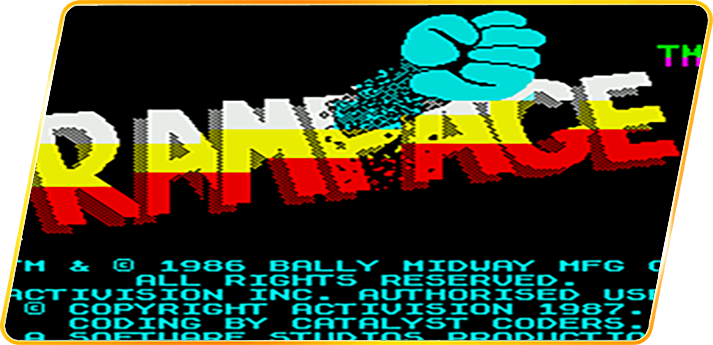 TM
RAMPAGE
TM & © 1986 BALLY MIDWAY MFG
ALL RIGHTS RESERVED.
ACTIVISION INC. AUTHORISED
© COPYRIGHT ACTIVISION 1987.
CODING BY CATALYST CODERS.
A SOFTWARE STUDIOS